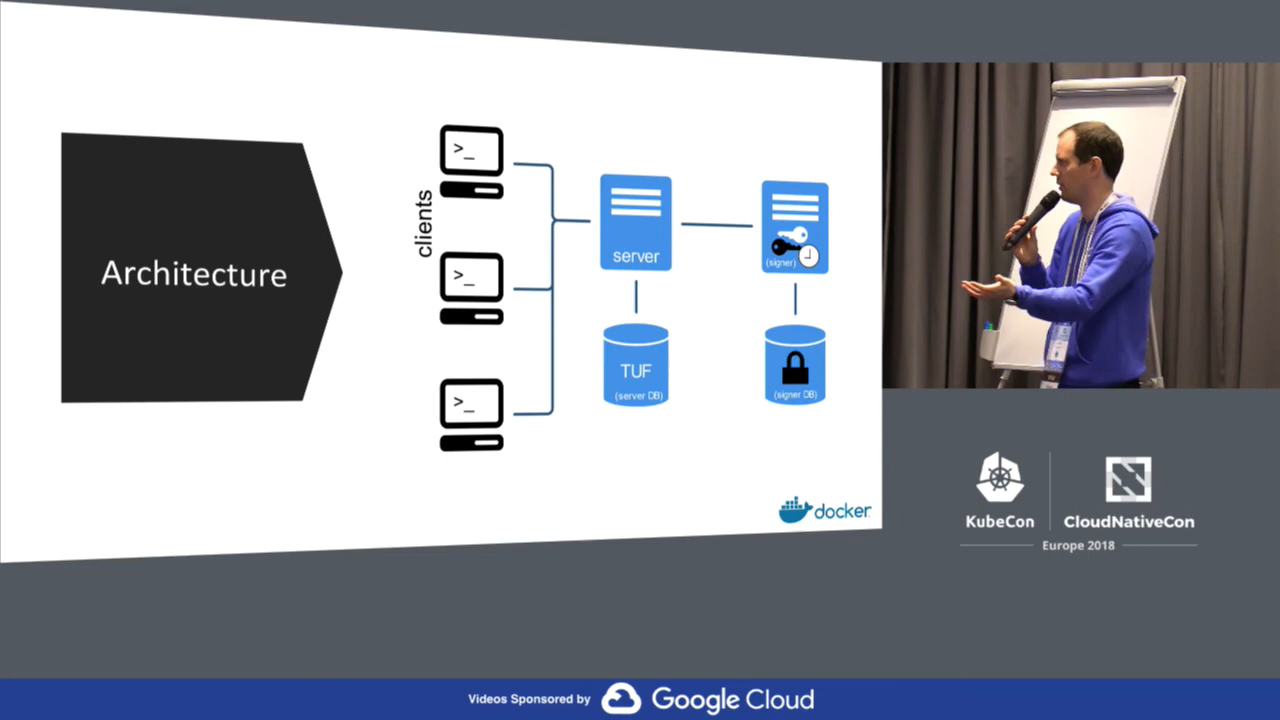 Architecture
clients
>_
>_
>_
server
(signer)
TUF
(server DB)
(signer DB)
docker
KubeCon
CloudNativeCon
Europe 2018
Videos Sponsored by Google Cloud